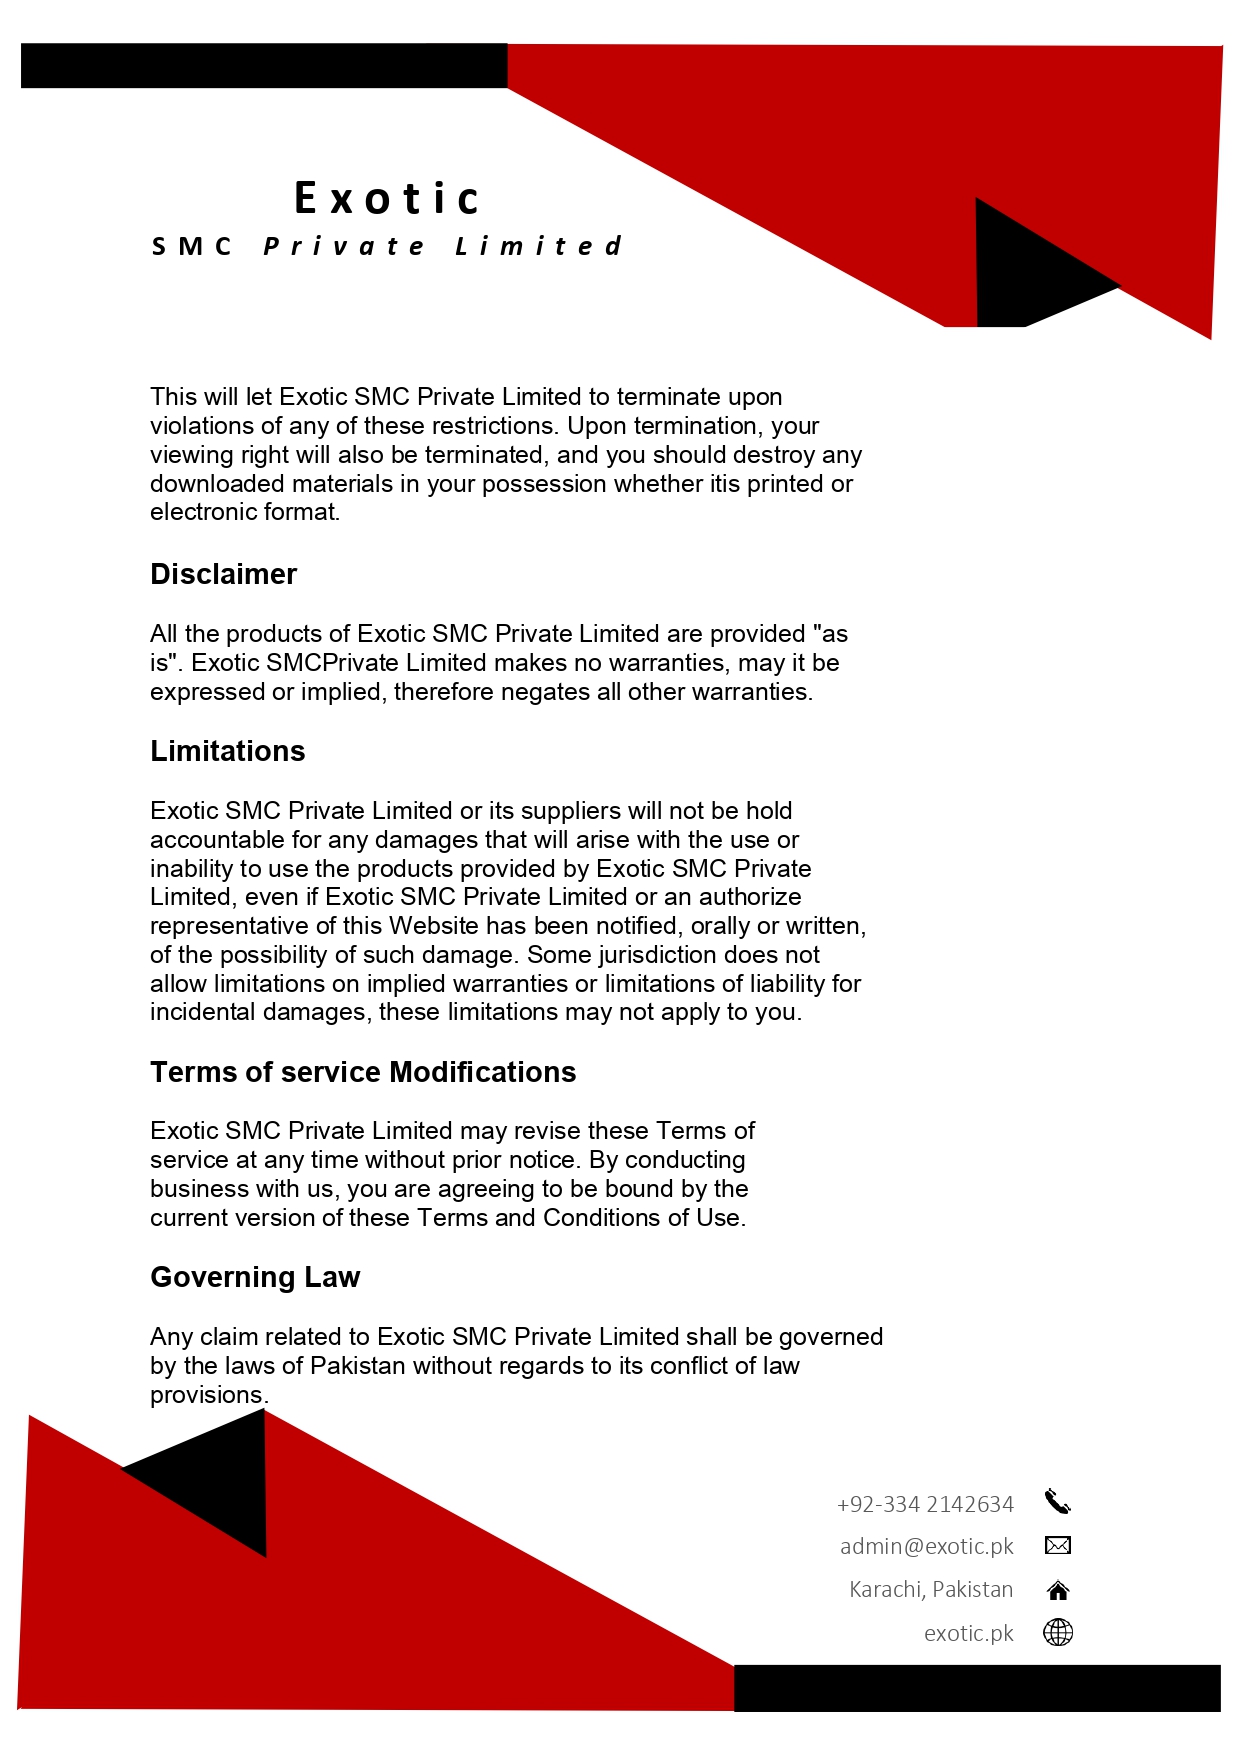 Exotic
SMC Private Limited
This will let Exotic SMC Private Limited to terminate upon
violations of any of these restrictions. Upon termination, your
viewing right will also be terminated, and you should destroy any
downloaded materials in your possession whether itis printed or
electronic format.
Disclaimer
All the products of Exotic SMC Private Limited are provided "as
is". Exotic SMCPrivate Limited makes no warranties, may it be
expressed or implied, therefore negates all other warranties.
Limitations
Exotic SMC Private Limited or its suppliers will not be hold
accountable for any damages that will arise with the use or
inability to use the products provided by Exotic SMC Private
Limited, even if Exotic SMC Private Limited or an authorize
representative of this Website has been notified, orally or written,
of the possibility of such damage. Some jurisdiction does not
allow limitations on implied warranties or limitations of liability for
incidental damages, these limitations may not apply to you.
Terms of service Modifications
Exotic SMC Private Limited may revise these Terms of
service at any time without prior notice. By conducting
business with us, you are agreeing to be bound by the
current version of these Terms and Conditions of Use.
Governing Law
Any claim related to Exotic SMC Private Limited shall be governed
by the laws of Pakistan without regards to its conflict of law
provisions.
+92-334 2142634
admin@exotic.pk
Karachi, Pakistan
exotic.pk